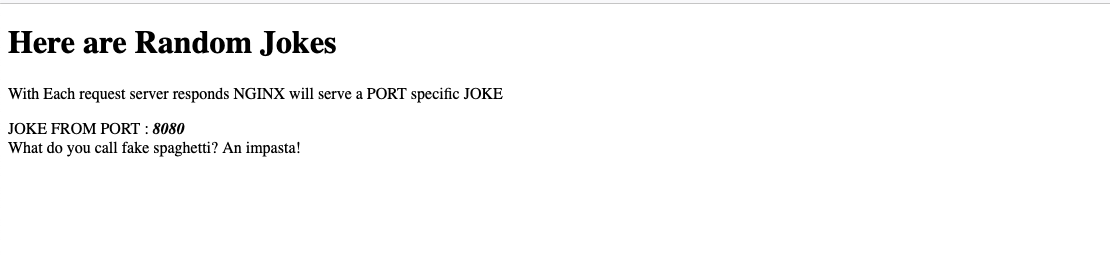 Here are Random Jokes
With Each request server responds NGINX will serve a PORT specific JOKE
JOKE FROM PORT : 8080
What do you call fake spaghetti? An impasta!